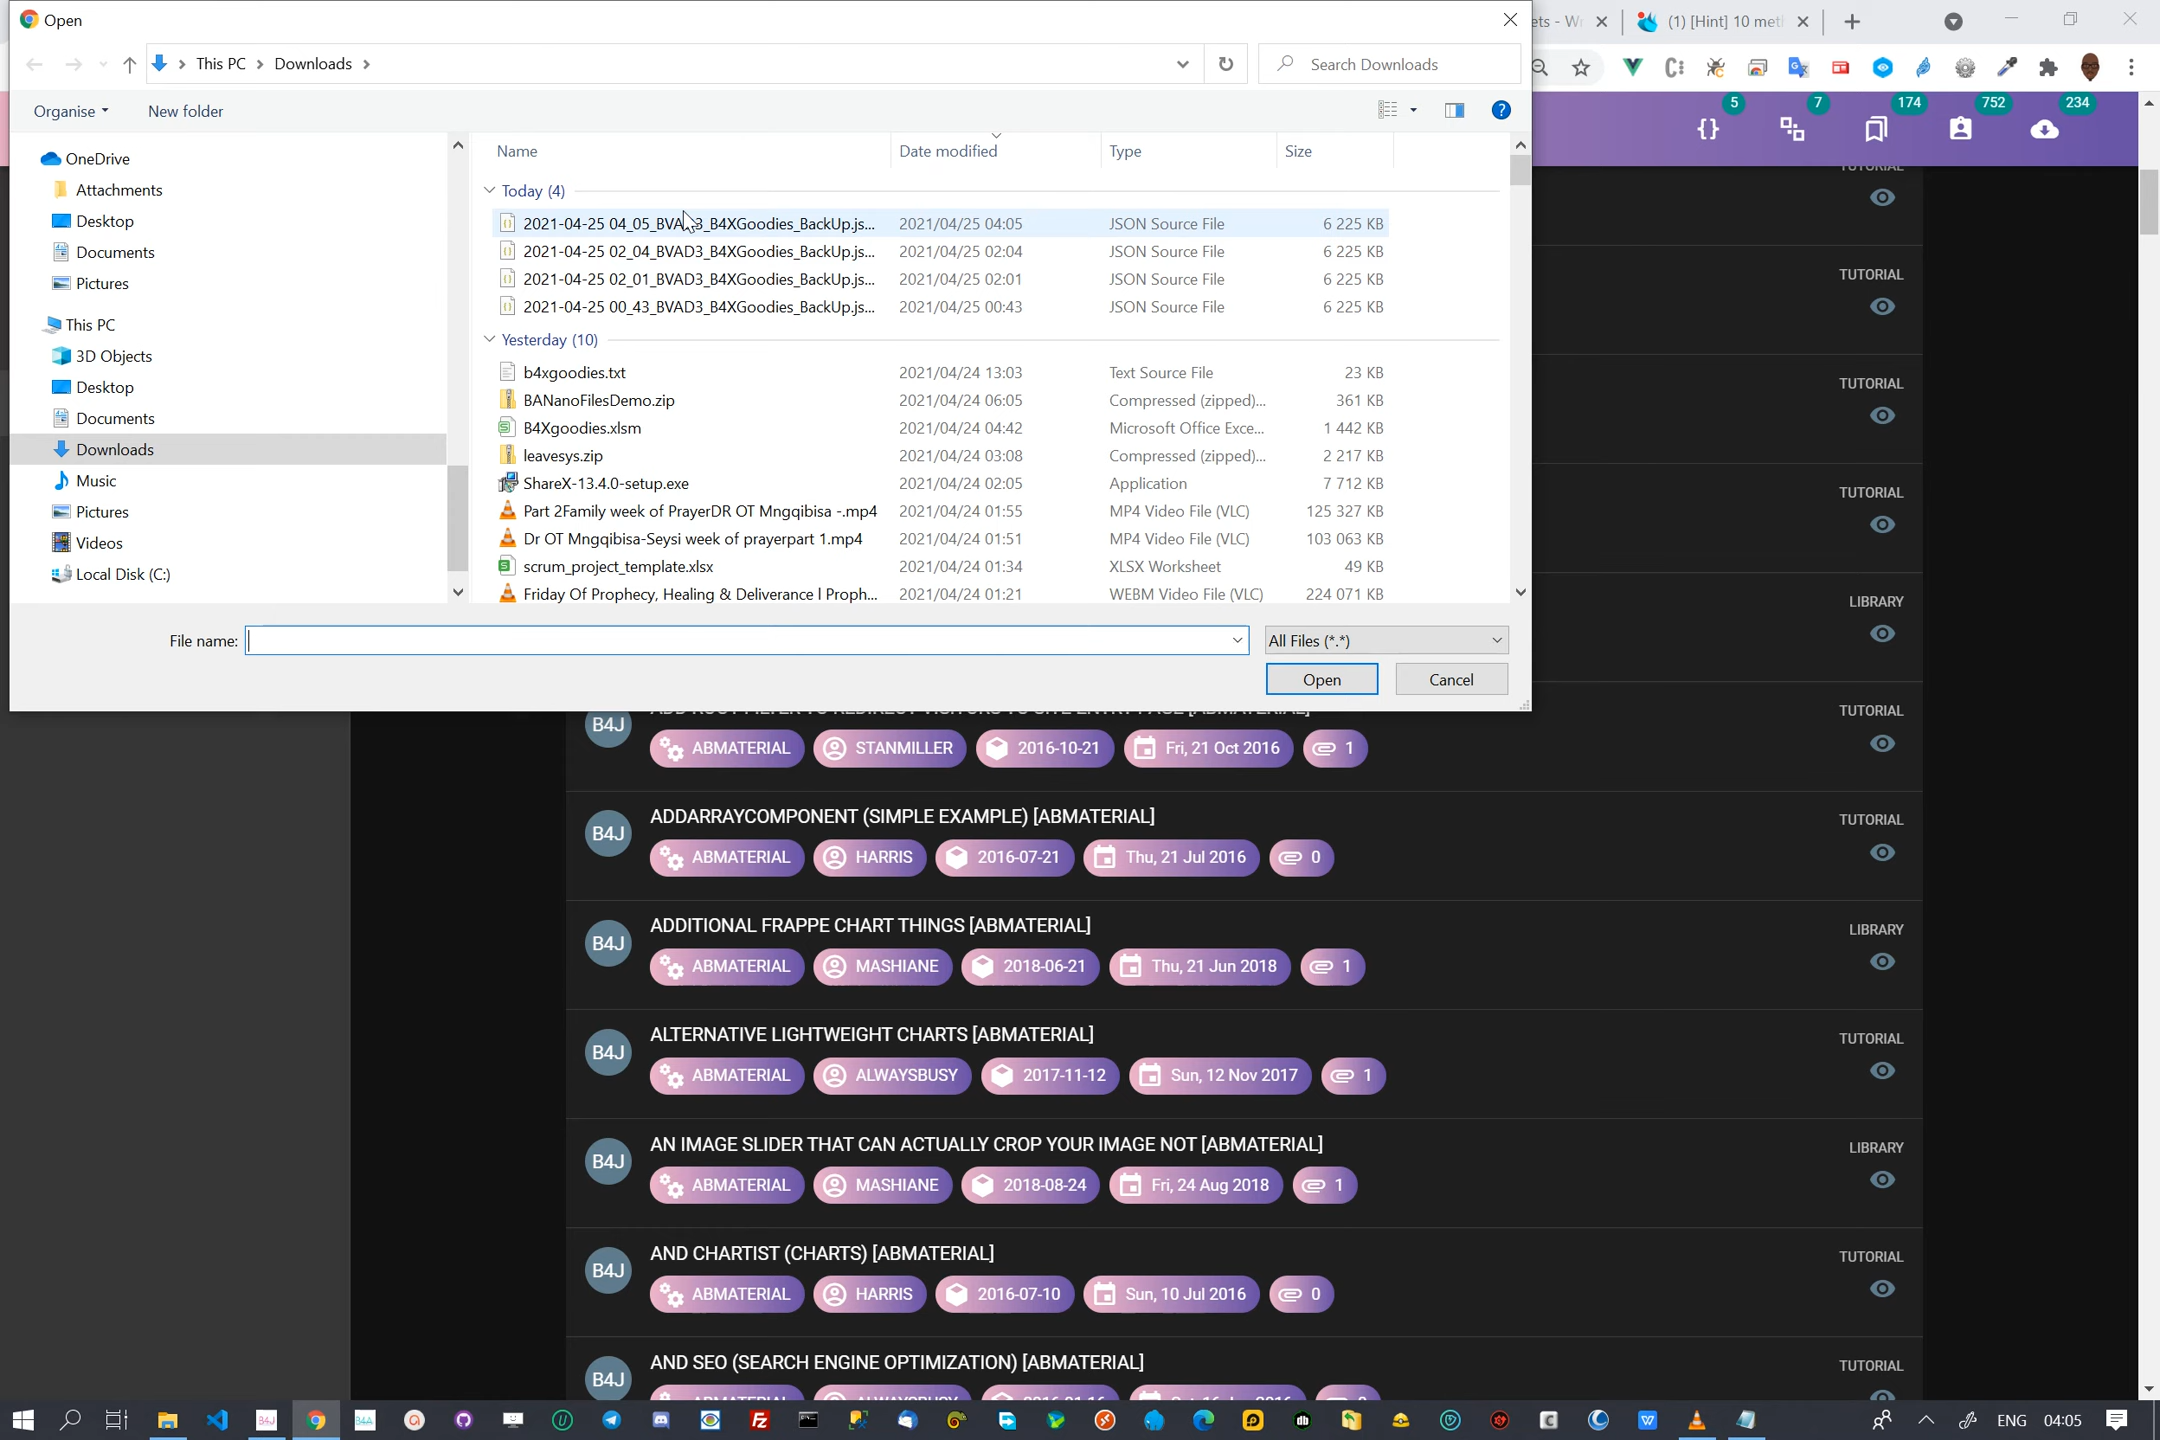 Open
ets - Wr
(1) [Hint] 10 met
This PC > Downloads >
Search Downloads
Organise
New folder
5
7
174
752
234
OneDrive
Attachments
Desktop
Documents
Pictures
This PC
3D Objects
Desktop
Documents
Downloads
Music
Pictures
Videos
Local Disk (C:)
Name Date modified Type Size
Today (4)
2021-04-25 04_05_BVAD3_B4XGoodies_BackUp.js... 2021/04/25 04:05 JSON Source File 6 225 KB
2021-04-25 02_04_BVAD3_B4XGoodies_BackUp.js... 2021/04/25 02:04 JSON Source File 6 225 KB
2021-04-25 02_01_BVAD3_B4XGoodies_BackUp.js... 2021/04/25 02:01 JSON Source File 6 225 KB
2021-04-25 00_43_BVAD3_B4XGoodies_BackUp.js... 2021/04/25 00:43 JSON Source File 6 225 KB
Yesterday (10)
b4xgoodies.txt 2021/04/24 13:03 Text Source File 23 KB
BANanoFilesDemo.zip 2021/04/24 06:05 Compressed (zipped)... 361 KB
B4Xgoodies.xlsm 2021/04/24 04:42 Microsoft Office Exce... 1 442 KB
leavesys.zip 2021/04/24 03:08 Compressed (zipped)... 2 217 KB
ShareX-13.4.0-setup.exe 2021/04/24 02:05 Application 7 712 KB
Part 2Family week of PrayerDR OT Mngqibisa -.mp4 2021/04/24 01:55 MP4 Video File (VLC) 125 327 KB
Dr OT Mngqibisa-Seysi week of prayerpart 1.mp4 2021/04/24 01:51 MP4 Video File (VLC) 103 063 KB
scrum_project_template.xlsx 2021/04/24 01:34 XLSX Worksheet 49 KB
Friday Of Prophecy, Healing & Deliverance l Proph... 2021/04/24 01:21 WEBM Video File (VLC) 224 071 KB
File name:
All Files (*.*)
Open
Cancel
TUTORIAL
TUTORIAL
TUTORIAL
TUTORIAL
LIBRARY
B4J
TUTORIAL
ABMATERIAL STANMILLER 2016-10-21 Fri, 21 Oct 2016 1
ADDARRAYCOMPONENT (SIMPLE EXAMPLE) [ABMATERIAL]
B4J
TUTORIAL
ABMATERIAL HARRIS 2016-07-21 Thu, 21 Jul 2016 0
ADDITIONAL FRAPPE CHART THINGS [ABMATERIAL]
B4J
LIBRARY
ABMATERIAL MASHIANE 2018-06-21 Thu, 21 Jun 2018 1
ALTERNATIVE LIGHTWEIGHT CHARTS [ABMATERIAL]
B4J
TUTORIAL
ABMATERIAL ALWAYSBUSY 2017-11-12 Sun, 12 Nov 2017 1
AN IMAGE SLIDER THAT CAN ACTUALLY CROP YOUR IMAGE NOT [ABMATERIAL]
B4J
LIBRARY
ABMATERIAL MASHIANE 2018-08-24 Fri, 24 Aug 2018 1
AND CHARTIST (CHARTS) [ABMATERIAL]
B4J
TUTORIAL
ABMATERIAL HARRIS 2016-07-10 Sun, 10 Jul 2016 0
AND SEO (SEARCH ENGINE OPTIMIZATION) [ABMATERIAL]
B4J
TUTORIAL
B4J
B4A
ENG 04:05